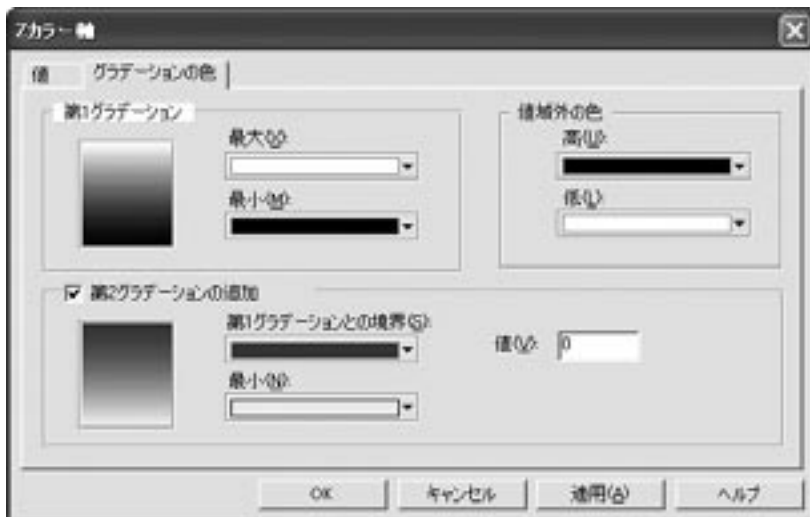 Zカラー軸
値 グラデーションの色
第1グラデーション
最大(X):
最小(M):
値域外の色
高(U):
低(L):
第2グラデーションの追加
第1グラデーションとの境界(S):
最小(N):
値(V): 0
OK キャンセル 適用(A) ヘルプ